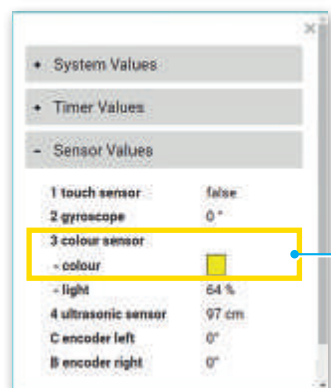 ×
+ System Values
+ Timer Values
- Sensor Values
1 touch sensor false
2 gyroscope 0°
3 colour sensor
- colour
- light 64 %
4 ultrasonic sensor 97 cm
C encoder left 0°
B encoder right 0°